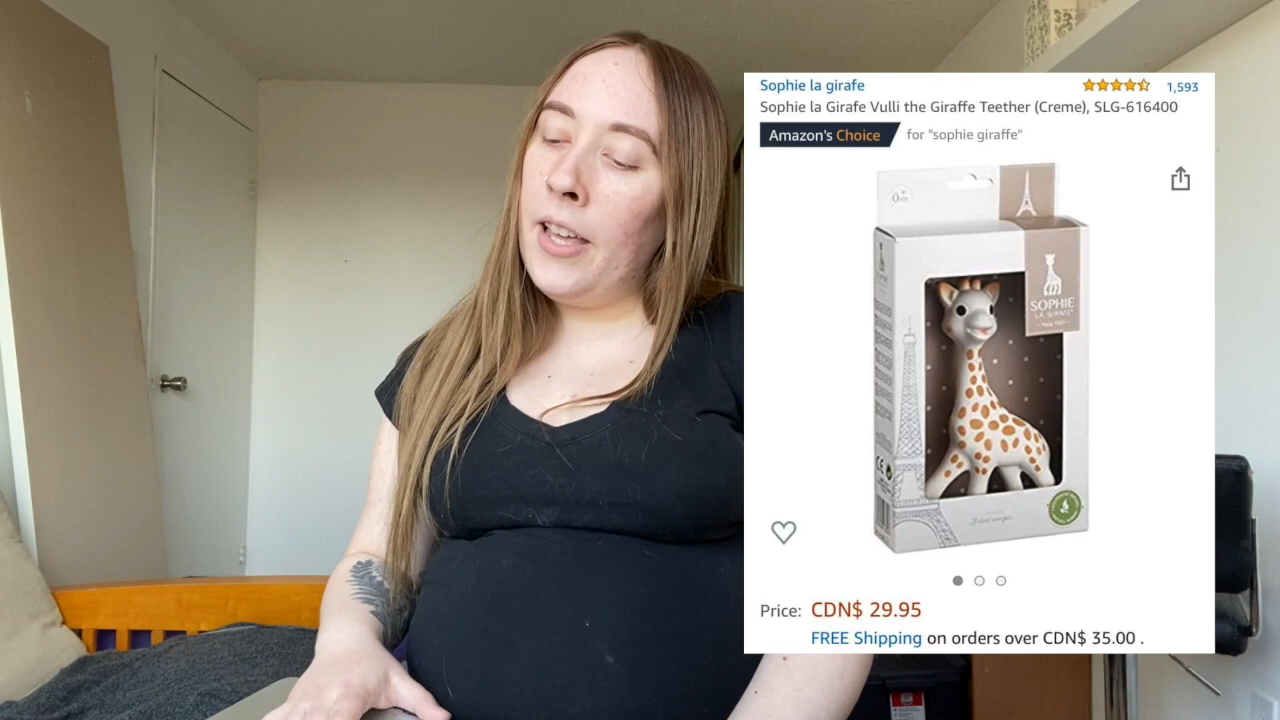 Sophie la girafe
1,593
Sophie la Girafe Vulli the Giraffe Teether (Creme), SLG-616400
Amazon's Choice for "sophie giraffe"
SOPHIE
LA GIRAFE
Price: CDN$ 29.95
FREE Shipping on orders over CDN$ 35.00 .